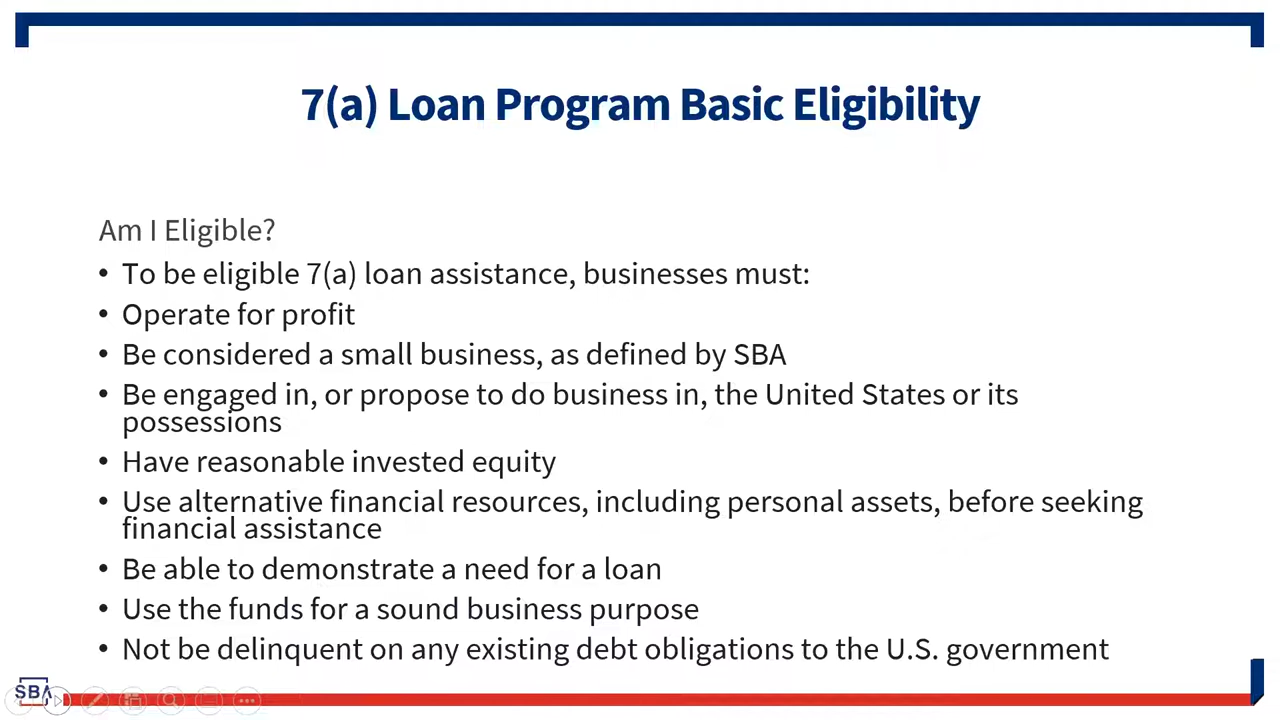 7(a) Loan Program Basic Eligibility
Am I Eligible?
• To be eligible 7(a) loan assistance, businesses must:
• Operate for profit
• Be considered a small business, as defined by SBA
• Be engaged in, or propose to do business in, the United States or its
possessions
• Have reasonable invested equity
• Use alternative financial resources, including personal assets, before seeking
financial assistance
• Be able to demonstrate a need for a loan
• Use the funds for a sound business purpose
• Not be delinquent on any existing debt obligations to the U.S. government
SBA